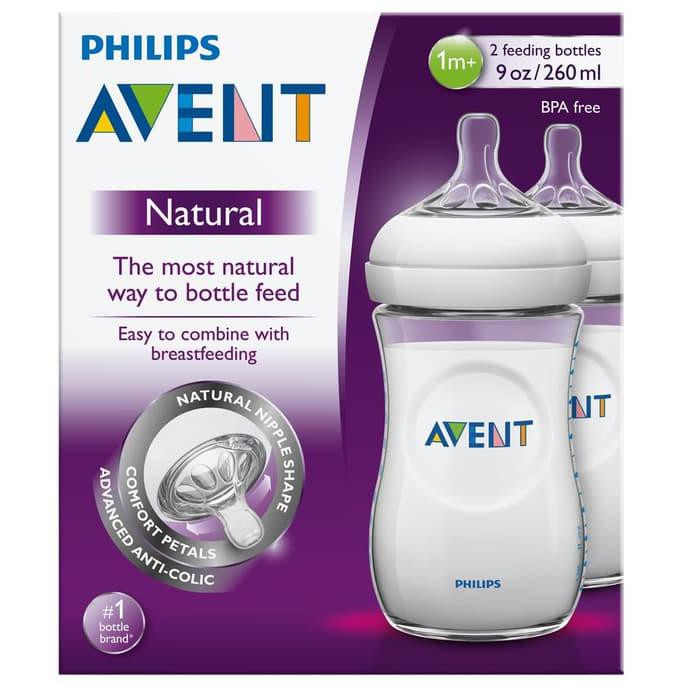 PHILIPS
AVENT
1m+
2 feeding bottles
9 oz/260 ml
BPA free
Natural
The most natural
way to bottle feed
Easy to combine with
breastfeeding
NATURAL NIPPLE SHAPE
COMFORT PETALS
ADVANCED ANTI-COLIC
AVENT
NT
PHILIPS
#1
bottle
brand*